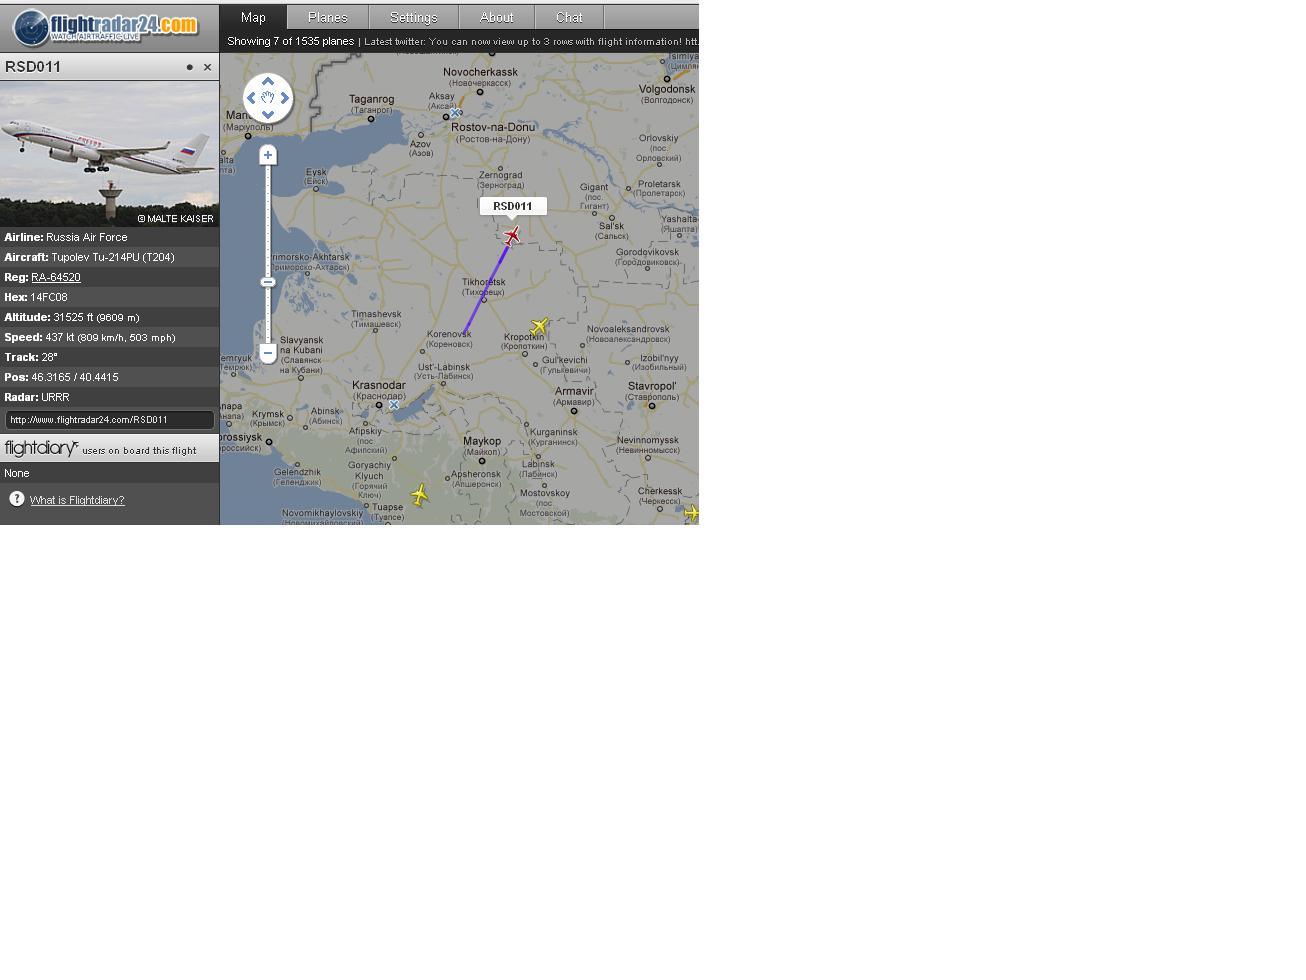 flightradar24.com
WATCH AIRTRAFFIC LIVE
Map Planes Settings About Chat
Showing 7 of 1535 planes | Latest twitter: You can now view up to 3 rows with flight information! htt
RSD011
© MALTE KAISER
Airline: Russia Air Force
Aircraft: Tupolev Tu-214PU (T204)
Reg: RA-64520
Hex: 14FC08
Altitude: 31525 ft (9609 m)
Speed: 437 kt (809 km/h, 503 mph)
Track: 28°
Pos: 46.3165 / 40.4415
Radar: URRR
http://www.flightradar24.com/RSD011
flightdiary users on board this flight
None
? What is Flightdiary?
Novocherkassk
(Новочеркасск)
Volgodonsk
(Волгодонск)
Taganrog
(Таганрог)
Aksay
(Аксай)
(Мариуполь)
Rostov-na-Donu
(Ростов-на-Дону)
Azov
(Азов)
Orlovskiy
(пос.
Орловский)
Eysk
(Ейск)
Zernograd
(Зерноград)
Gigant
(пос.
Гигант)
Proletarsk
(Пролетарск)
RSD011
Sal'sk
(Сальск)
Yashalta
(Яшалта)
Gorodovikovsk
(Городовиковск)
rimorsko-Akhtarsk
Приморско-Ахтарск)
Tikhoretsk
(Тихорецк)
Timashevsk
(Тимашевск)
Korenovsk
(Кореновск)
Kropotkin
(Кропоткин)
Novoaleksandrovsk
(Новоалександровск)
Slavyansk
na Kubani
(Славянск
на Кубани)
emryuk
Темрюк)
Gul'kevichi
(Гулькевичи)
Izobil'nyy
(Изобильный)
Ust'-Labinsk
(Усть-Лабинск)
Krasnodar
(Краснодар)
Armavir
(Армавир)
Stavropol'
(Ставрополь)
napa
Анапа)
Krymsk
(Крымск)
Abinsk
(Абинск)
Afipskiy
(пос.
Афипский)
orossiysk
российск)
Maykop
(Майкоп)
Kurganinsk
(Курганинск)
Nevinnomyssk
(Невинномысск)
Gelendzhik
(Геленджик)
Goryachiy
Klyuch
(Горячий
Ключ)
Apsheronsk
(Апшеронск)
Labinsk
(Лабинск)
Mostovskoy
(пос.
Мостовской)
Cherkessk
(Черкесск)
Novomikhaylovskiy
Tuapse
(Туапсе)